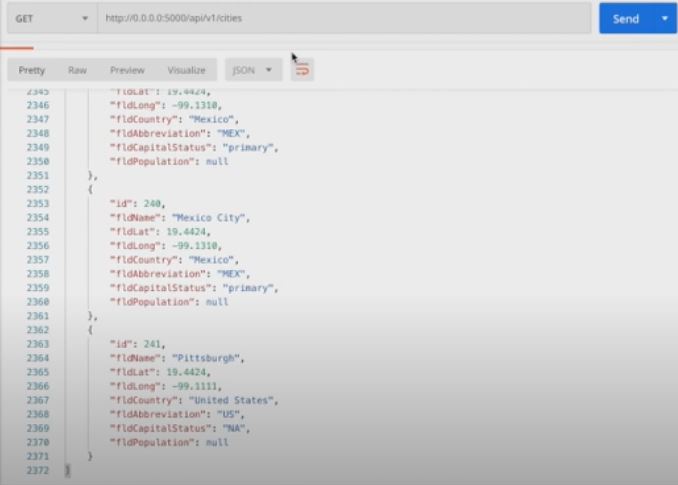 GET http://0.0.0.0:5000/api/v1/cities Send
Pretty Raw Preview Visualize JSON
2345 "fldLat": 19.4424,
2346 "fldLong": -99.1310,
2347 "fldCountry": "Mexico",
2348 "fldAbbreviation": "MEX",
2349 "fldCapitalStatus": "primary",
2350 "fldPopulation": null
2351 },
2352 {
2353 "id": 240,
2354 "fldName": "Mexico City",
2355 "fldLat": 19.4424,
2356 "fldLong": -99.1310,
2357 "fldCountry": "Mexico",
2358 "fldAbbreviation": "MEX",
2359 "fldCapitalStatus": "primary",
2360 "fldPopulation": null
2361 },
2362 {
2363 "id": 241,
2364 "fldName": "Pittsburgh",
2365 "fldLat": 19.4424,
2366 "fldLong": -99.1111,
2367 "fldCountry": "United States",
2368 "fldAbbreviation": "US",
2369 "fldCapitalStatus": "NA",
2370 "fldPopulation": null
2371 }
2372 ]